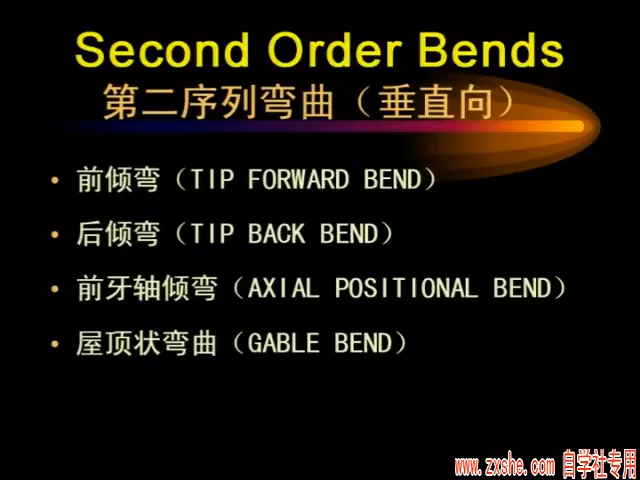 Second Order Bends
第二序列弯曲（垂直向）
• 前倾弯（TIP FORWARD BEND）
• 后倾弯（TIP BACK BEND）
• 前牙轴倾弯（AXIAL POSITIONAL BEND）
• 屋顶状弯曲（GABLE BEND）
www.zxshe.com 自学社专用